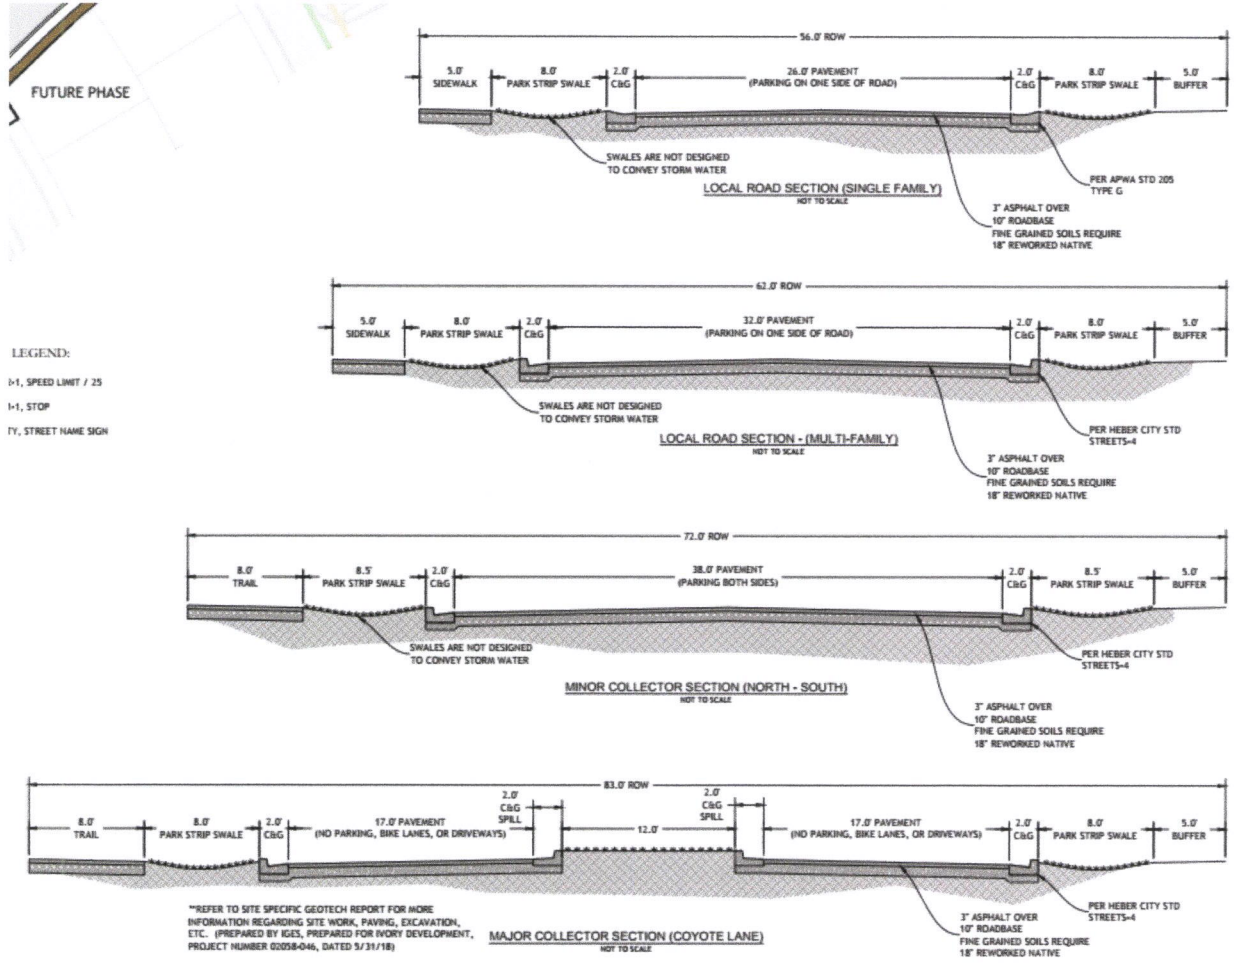 FUTURE PHASE
56.0' ROW
5.0' SIDEWALK
8.0' PARK STRIP SWALE
2.0' C&G
26.0' PAVEMENT
(PARKING ON ONE SIDE OF ROAD)
2.0' C&G
8.0' PARK STRIP SWALE
5.0' BUFFER
SWALES ARE NOT DESIGNED
TO CONVEY STORM WATER
PER APWA STD 205
TYPE G
LOCAL ROAD SECTION (SINGLE FAMILY)
NOT TO SCALE
3" ASPHALT OVER
10" ROADBASE
FINE GRAINED SOILS REQUIRE
18" REWORKED NATIVE
62.0' ROW
5.0' SIDEWALK
8.0' PARK STRIP SWALE
2.0' C&G
32.0' PAVEMENT
(PARKING ON ONE SIDE OF ROAD)
2.0' C&G
8.0' PARK STRIP SWALE
5.0' BUFFER
LEGEND:
-1, SPEED LIMIT / 25
-1, STOP
STREET NAME SIGN
SWALES ARE NOT DESIGNED
TO CONVEY STORM WATER
PER HEBER CITY STD
STREETS-4
LOCAL ROAD SECTION - (MULTI-FAMILY)
NOT TO SCALE
3" ASPHALT OVER
10" ROADBASE
FINE GRAINED SOILS REQUIRE
18" REWORKED NATIVE
72.0' ROW
8.0' TRAIL
8.5' PARK STRIP SWALE
2.0' C&G
38.0' PAVEMENT
(PARKING BOTH SIDES)
2.0' C&G
8.5' PARK STRIP SWALE
5.0' BUFFER
SWALES ARE NOT DESIGNED
TO CONVEY STORM WATER
PER HEBER CITY STD
STREETS-4
MINOR COLLECTOR SECTION (NORTH - SOUTH)
NOT TO SCALE
3" ASPHALT OVER
10" ROADBASE
FINE GRAINED SOILS REQUIRE
18" REWORKED NATIVE
83.0' ROW
8.0' TRAIL
8.0' PARK STRIP SWALE
2.0' C&G
17.0' PAVEMENT
(NO PARKING, BIKE LANES, OR DRIVEWAYS)
2.0' C&G SPILL
12.0'
2.0' C&G SPILL
17.0' PAVEMENT
(NO PARKING, BIKE LANES, OR DRIVEWAYS)
2.0' C&G
8.0' PARK STRIP SWALE
5.0' BUFFER
**REFER TO SITE SPECIFIC GEOTECH REPORT FOR MORE
INFORMATION REGARDING SITE WORK, PAVING, EXCAVATION,
ETC. (PREPARED BY IGES, PREPARED FOR IVORY DEVELOPMENT,
PROJECT NUMBER 02058-046, DATED 5/31/18)
MAJOR COLLECTOR SECTION (COYOTE LANE)
NOT TO SCALE
PER HEBER CITY STD
STREETS-4
3" ASPHALT OVER
10" ROADBASE
FINE GRAINED SOILS REQUIRE
18" REWORKED NATIVE